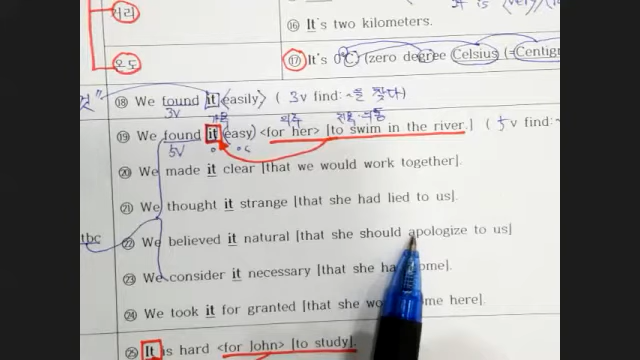 거리
⑯ It's two kilometers.
온도
⑰ It's 0℃ (zero degree Celsius (=Centig
것"
⑱ We found it <easily> (3v find: ~을 찾다)
3V
⑲ We found it (easy) <for her> [to swim in the river.] (5v find: ~
5V
o
o.c
⑳ We made it clear [that we would work together].
㉑ We thought it strange [that she had lied to us].
tbc
㉒ We believed it natural [that she should apologize to us]
㉓ We consider it necessary [that she ha ome].
㉔ We took it for granted [that she wo me here].
㉕ It is hard <for John> [to study].